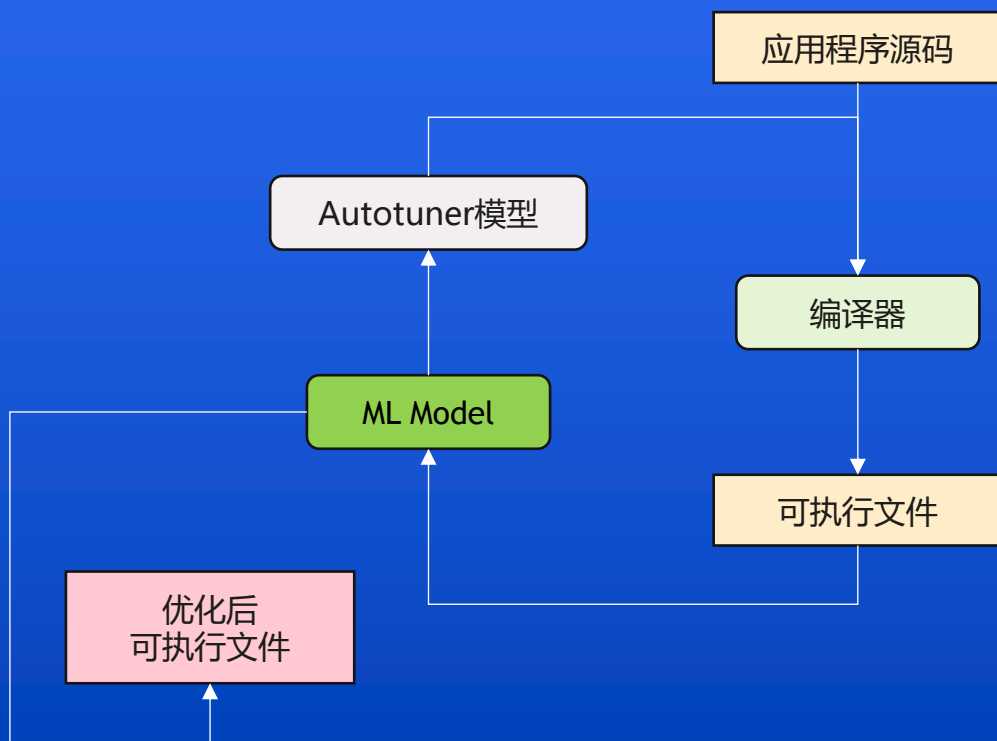 应用程序源码
Autotuner模型
编译器
ML Model
可执行文件
优化后
可执行文件